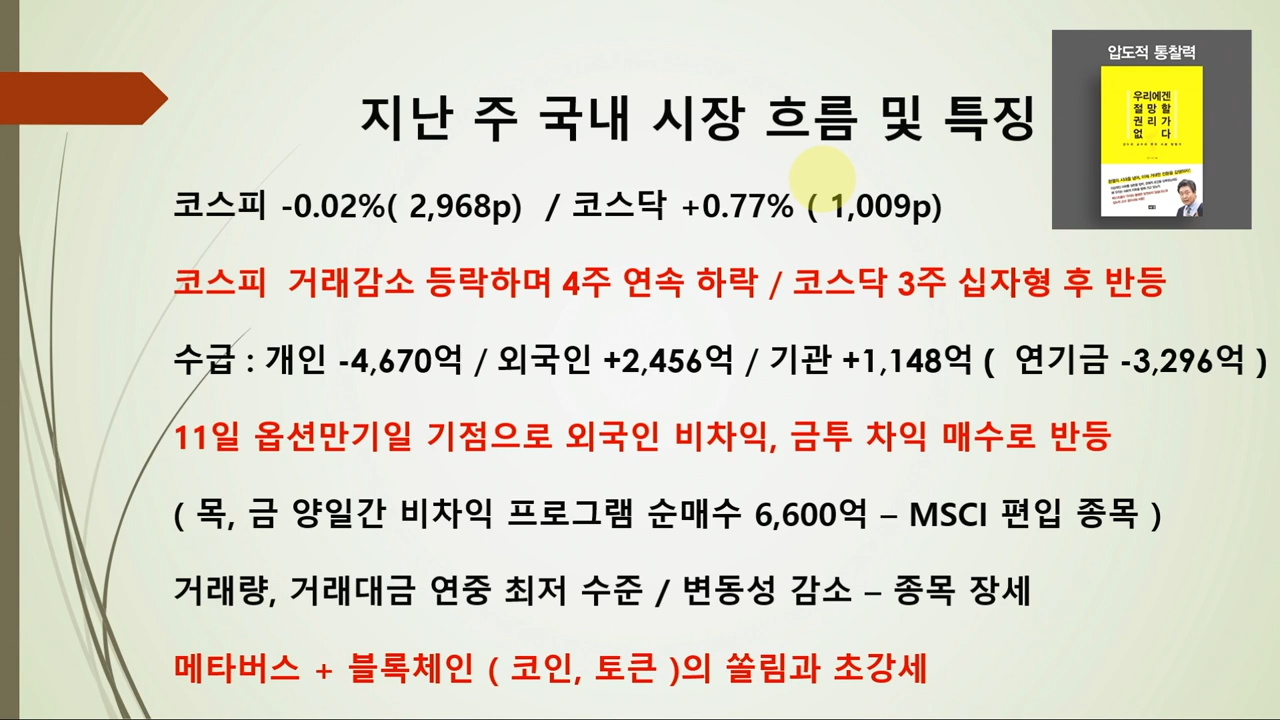 압도적 통찰력
우리에겐
절망할
권리가
없다
지난 주 국내 시장 흐름 및 특징
코스피 -0.02%( 2,968p) / 코스닥 +0.77% ( 1,009p)
코스피 거래감소 등락하며 4주 연속 하락 / 코스닥 3주 십자형 후 반등
수급 : 개인 -4,670억 / 외국인 +2,456억 / 기관 +1,148억 ( 연기금 -3,296억 )
11일 옵션만기일 기점으로 외국인 비차익, 금투 차익 매수로 반등
( 목, 금 양일간 비차익 프로그램 순매수 6,600억 – MSCI 편입 종목 )
거래량, 거래대금 연중 최저 수준 / 변동성 감소 – 종목 장세
메타버스 + 블록체인 ( 코인, 토큰 )의 쏠림과 초강세